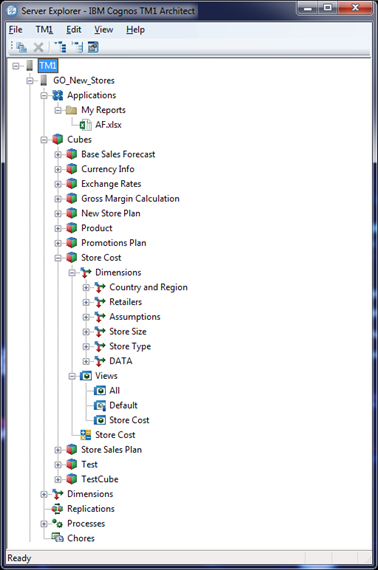 Server Explorer - IBM Cognos TM1 Architect
File TM1 Edit View Help
TM1
GO_New_Stores
Applications
My Reports
AF.xlsx
Cubes
Base Sales Forecast
Currency Info
Exchange Rates
Gross Margin Calculation
New Store Plan
Product
Promotions Plan
Store Cost
Dimensions
Country and Region
Retailers
Assumptions
Store Size
Store Type
DATA
Views
All
Default
Store Cost
Store Cost
Store Sales Plan
Test
TestCube
Dimensions
Replications
Processes
Chores
Ready